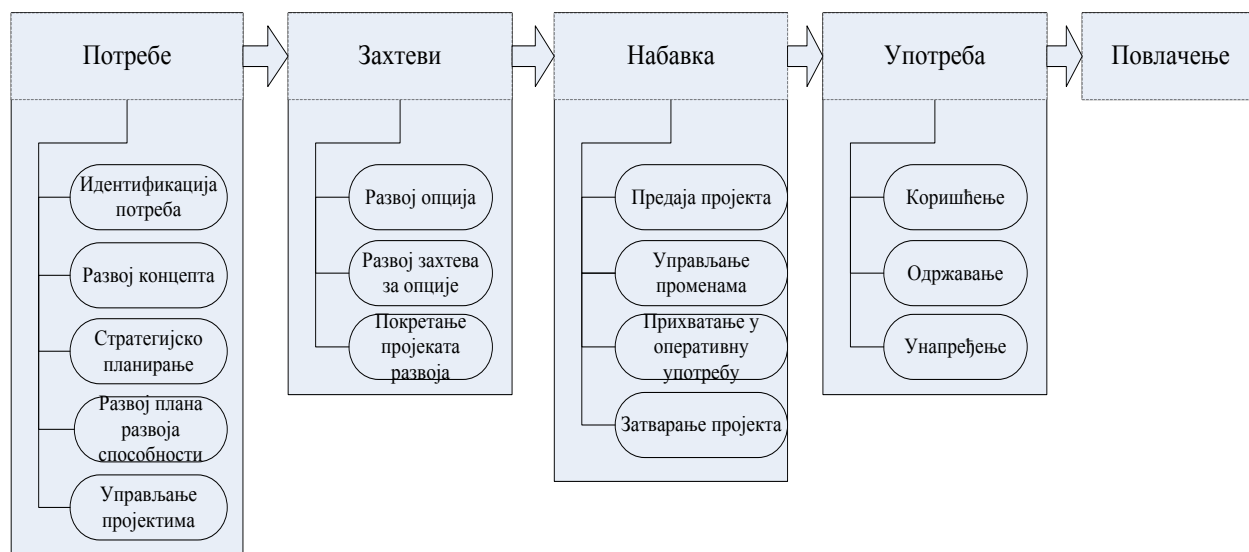 Потребе
Захтеви
Набавка
Употреба
Повлачење
Идентификација
потреба
Развој концепта
Стратегијско
планирање
Развој плана
развоја
способности
Управљање
пројектима
Развој опција
Развој захтева
за опције
Покретање
пројеката
развоја
Предаја пројекта
Управљање
променама
Прихватање у
оперативну
употребу
Затварање пројекта
Коришћење
Одржавање
Унапређење